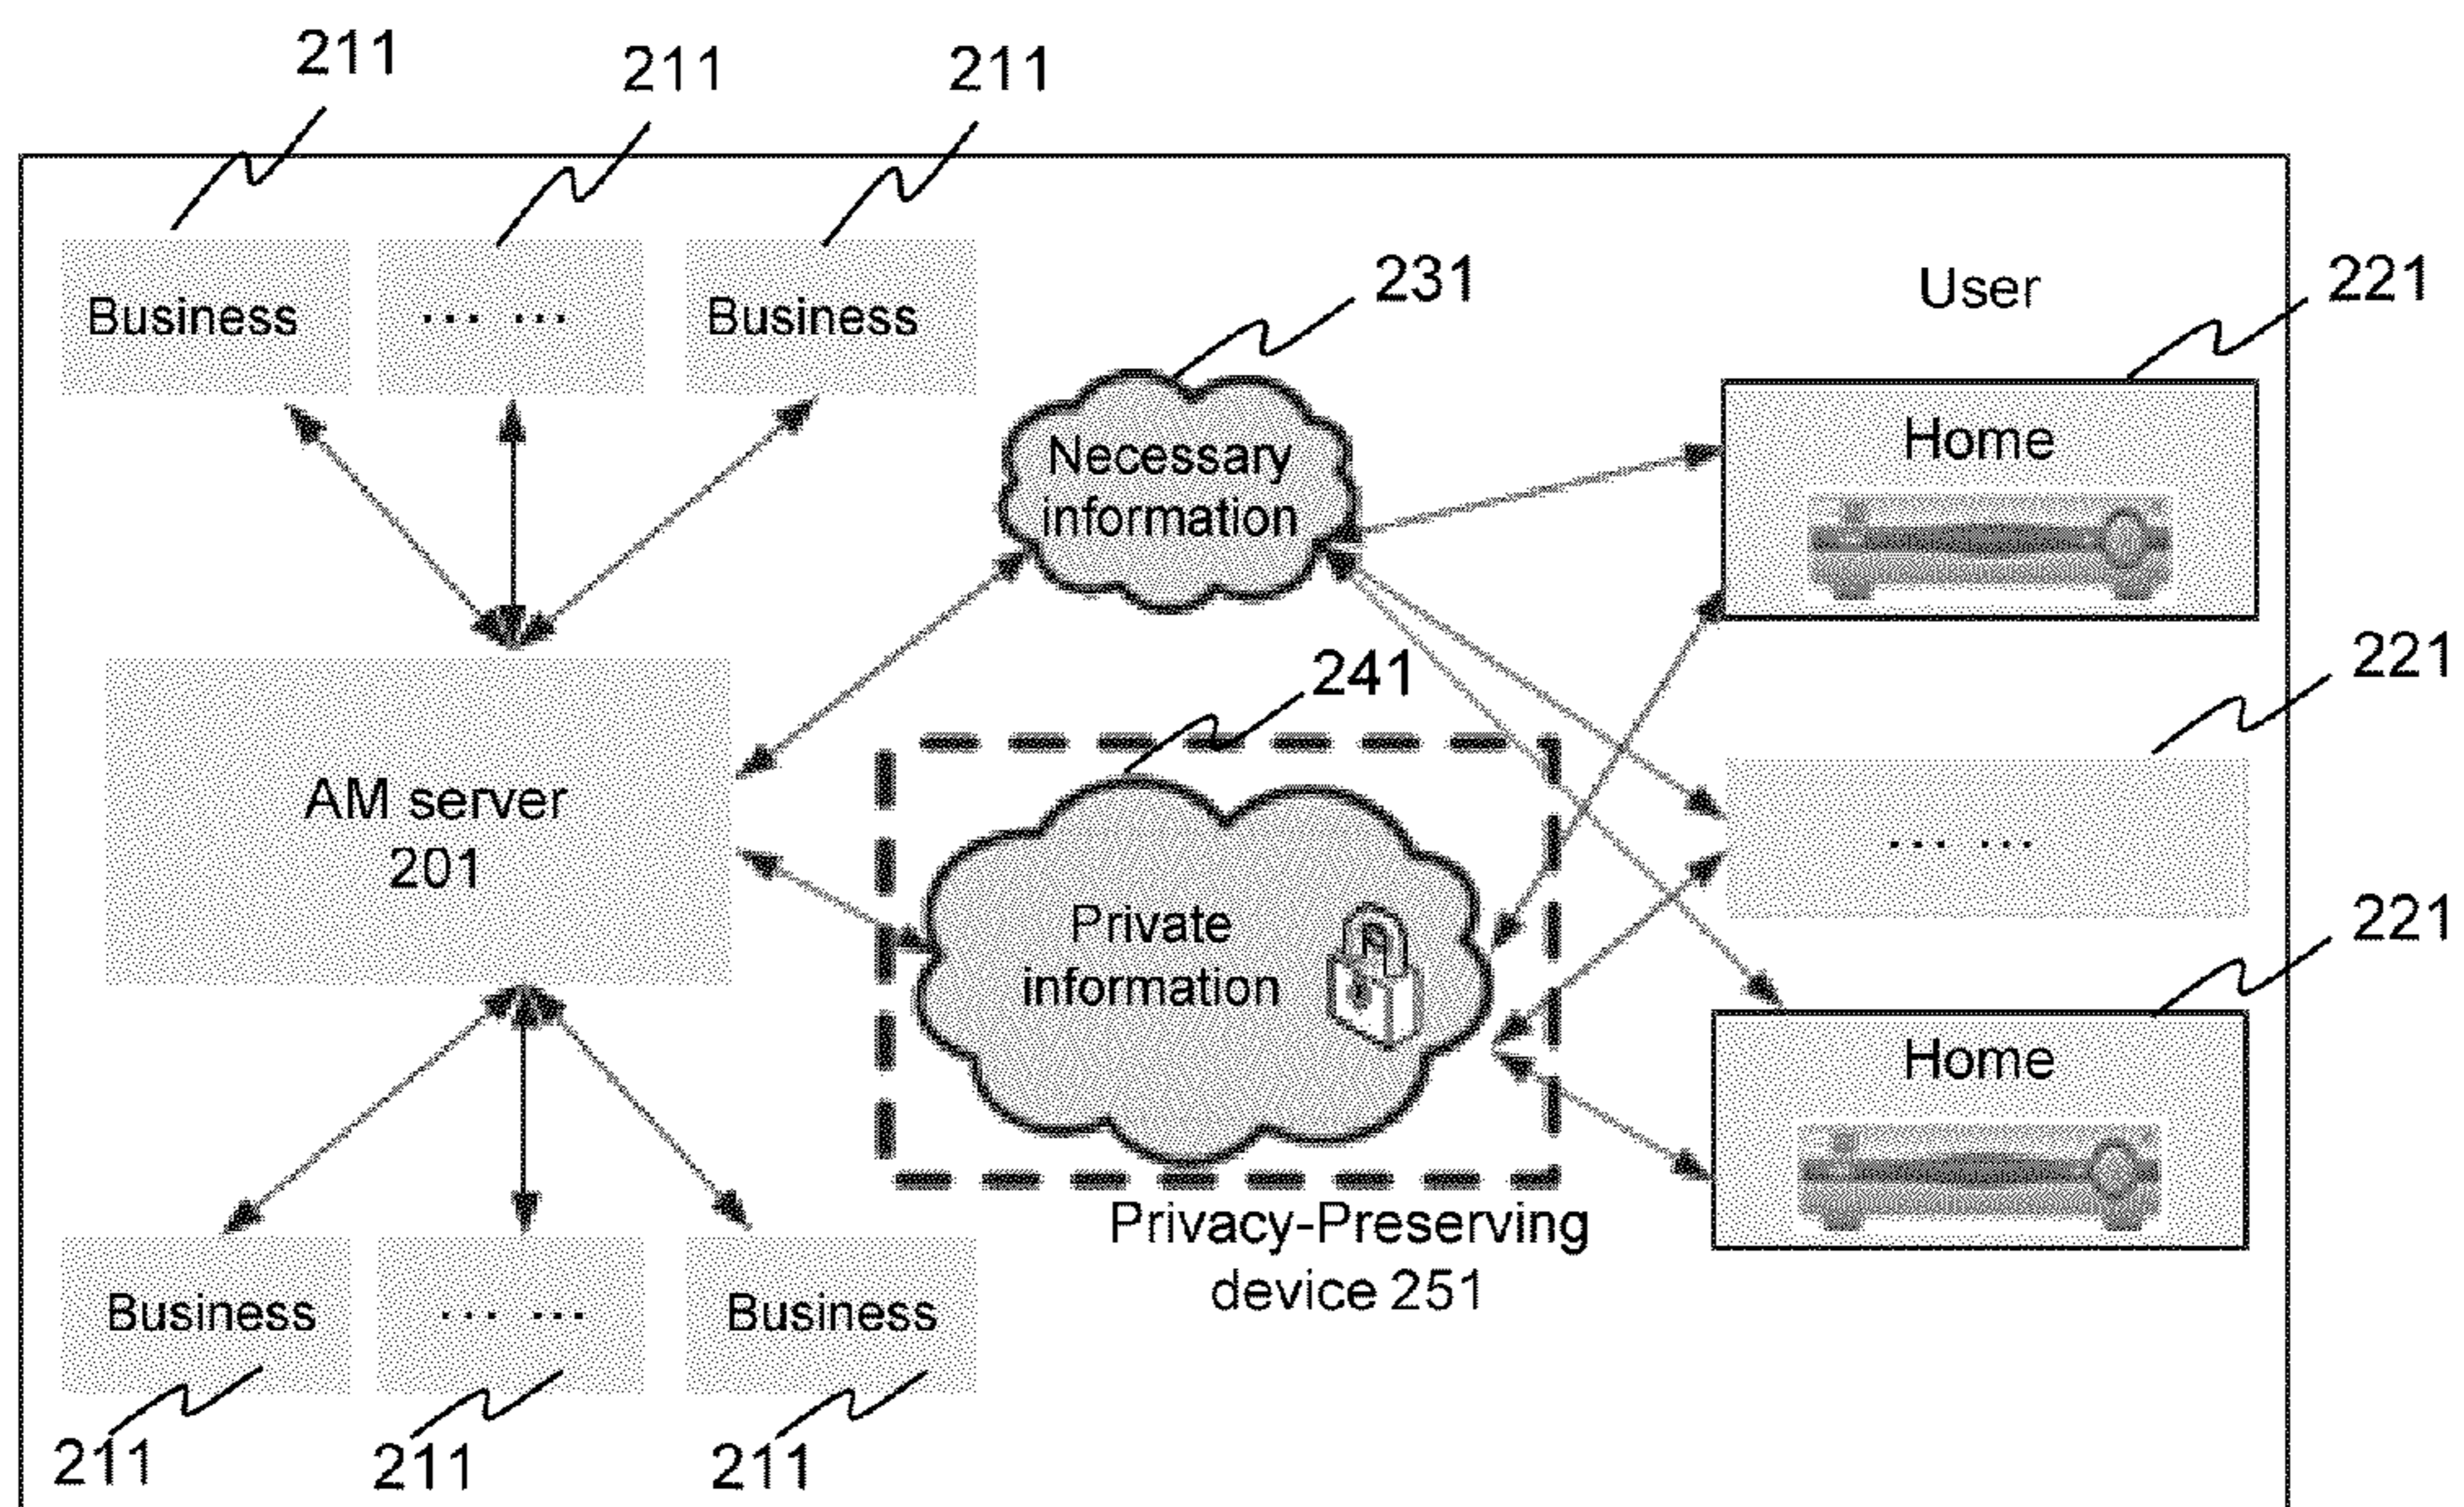 211
211
211
Business
... ...
Business
231
User
221
Necessary
information
Home
241
221
AM server
201
... ...
Private
information
221
Home
Privacy-Preserving
device 251
Business
... ...
Business
211
211
211